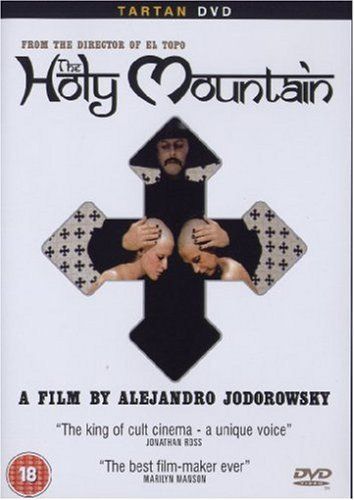 TARTAN DVD
FROM THE DIRECTOR OF EL TOPO
The Holy Mountain
A FILM BY ALEJANDRO JODOROWSKY
"The king of cult cinema - a unique voice"
JONATHAN ROSS
"The best film-maker ever"
MARILYN MANSON
18
DVD
VIDEO